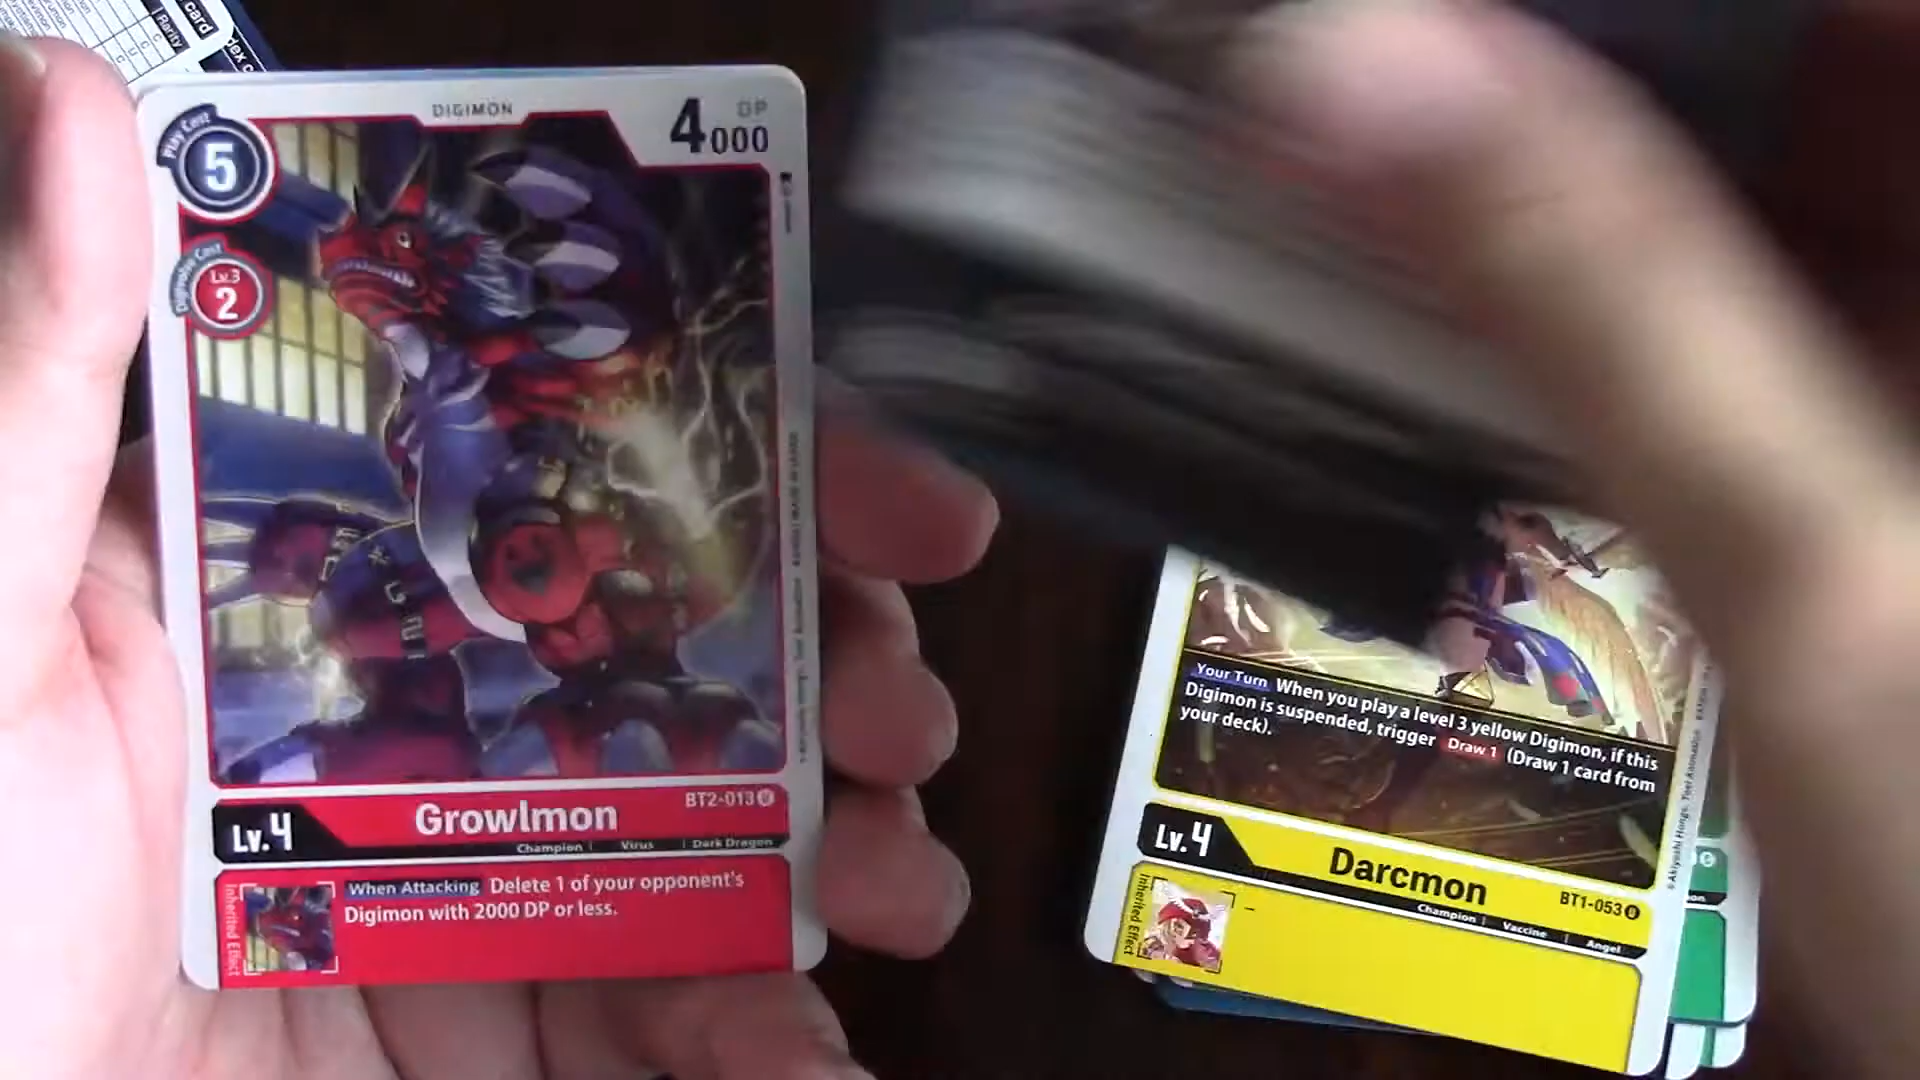 card
Rarity
DIGIMON
DP
4000
Play Cost
5
Digivolve Cost
Lv.3
2
Lv.4
Growlmon
BT2-013 U
Champion | Virus | Dark Dragon
Inherited Effect
When Attacking Delete 1 of your opponent's
Digimon with 2000 DP or less.
Your Turn When you play a level 3 yellow Digimon, if this
Digimon is suspended, trigger Draw 1 (Draw 1 card from
your deck).
Lv.4
Darcmon
BT1-053 U
Champion | Vaccine | Angel
Inherited Effect
-